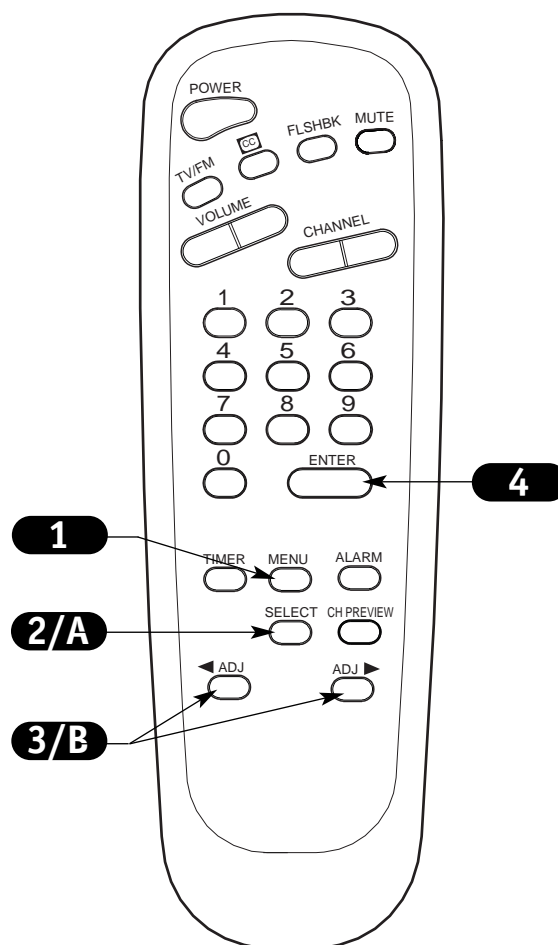 POWER
CC
FLSHBK
MUTE
TV/FM
VOLUME
CHANNEL
1 2 3
4 5 6
7 8 9
0 ENTER
4
1
TIMER MENU ALARM
2/A
SELECT CH PREVIEW
◀ ADJ ADJ ▶
3/B